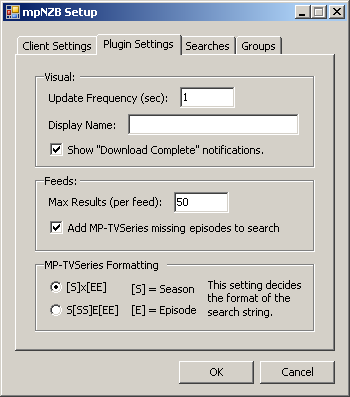 mpNZB Setup
Client Settings
Plugin Settings
Searches
Groups
Visual:
Update Frequency (sec): 1
Display Name:
Show "Download Complete" notifications.
Feeds:
Max Results (per feed): 50
Add MP-TVSeries missing episodes to search
MP-TVSeries Formatting
[S]x[EE]
[S] = Season
S[SS]E[EE]
[E] = Episode
This setting decides
the format of the
search string.
OK
Cancel